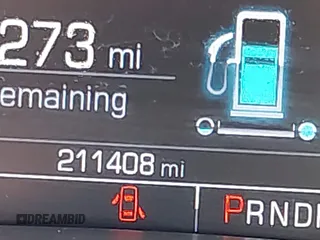 273 mi
emaining
211408 mi
PRND
DREAMBID